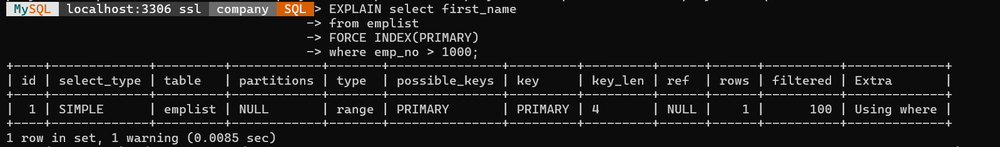 MySQL localhost:3306 ssl company SQL > EXPLAIN select first_name
-> from emplist
-> FORCE INDEX(PRIMARY)
-> where emp_no > 1000;
+----+-------------+---------+------------+-------+---------------+---------+---------+------+------+----------+-------------+
| id | select_type | table   | partitions | type  | possible_keys | key     | key_len | ref  | rows | filtered | Extra       |
+----+-------------+---------+------------+-------+---------------+---------+---------+------+------+----------+-------------+
|  1 | SIMPLE      | emplist | NULL       | range | PRIMARY       | PRIMARY | 4       | NULL |    1 |      100 | Using where |
+----+-------------+---------+------------+-------+---------------+---------+---------+------+------+----------+-------------+
1 row in set, 1 warning (0.0085 sec)